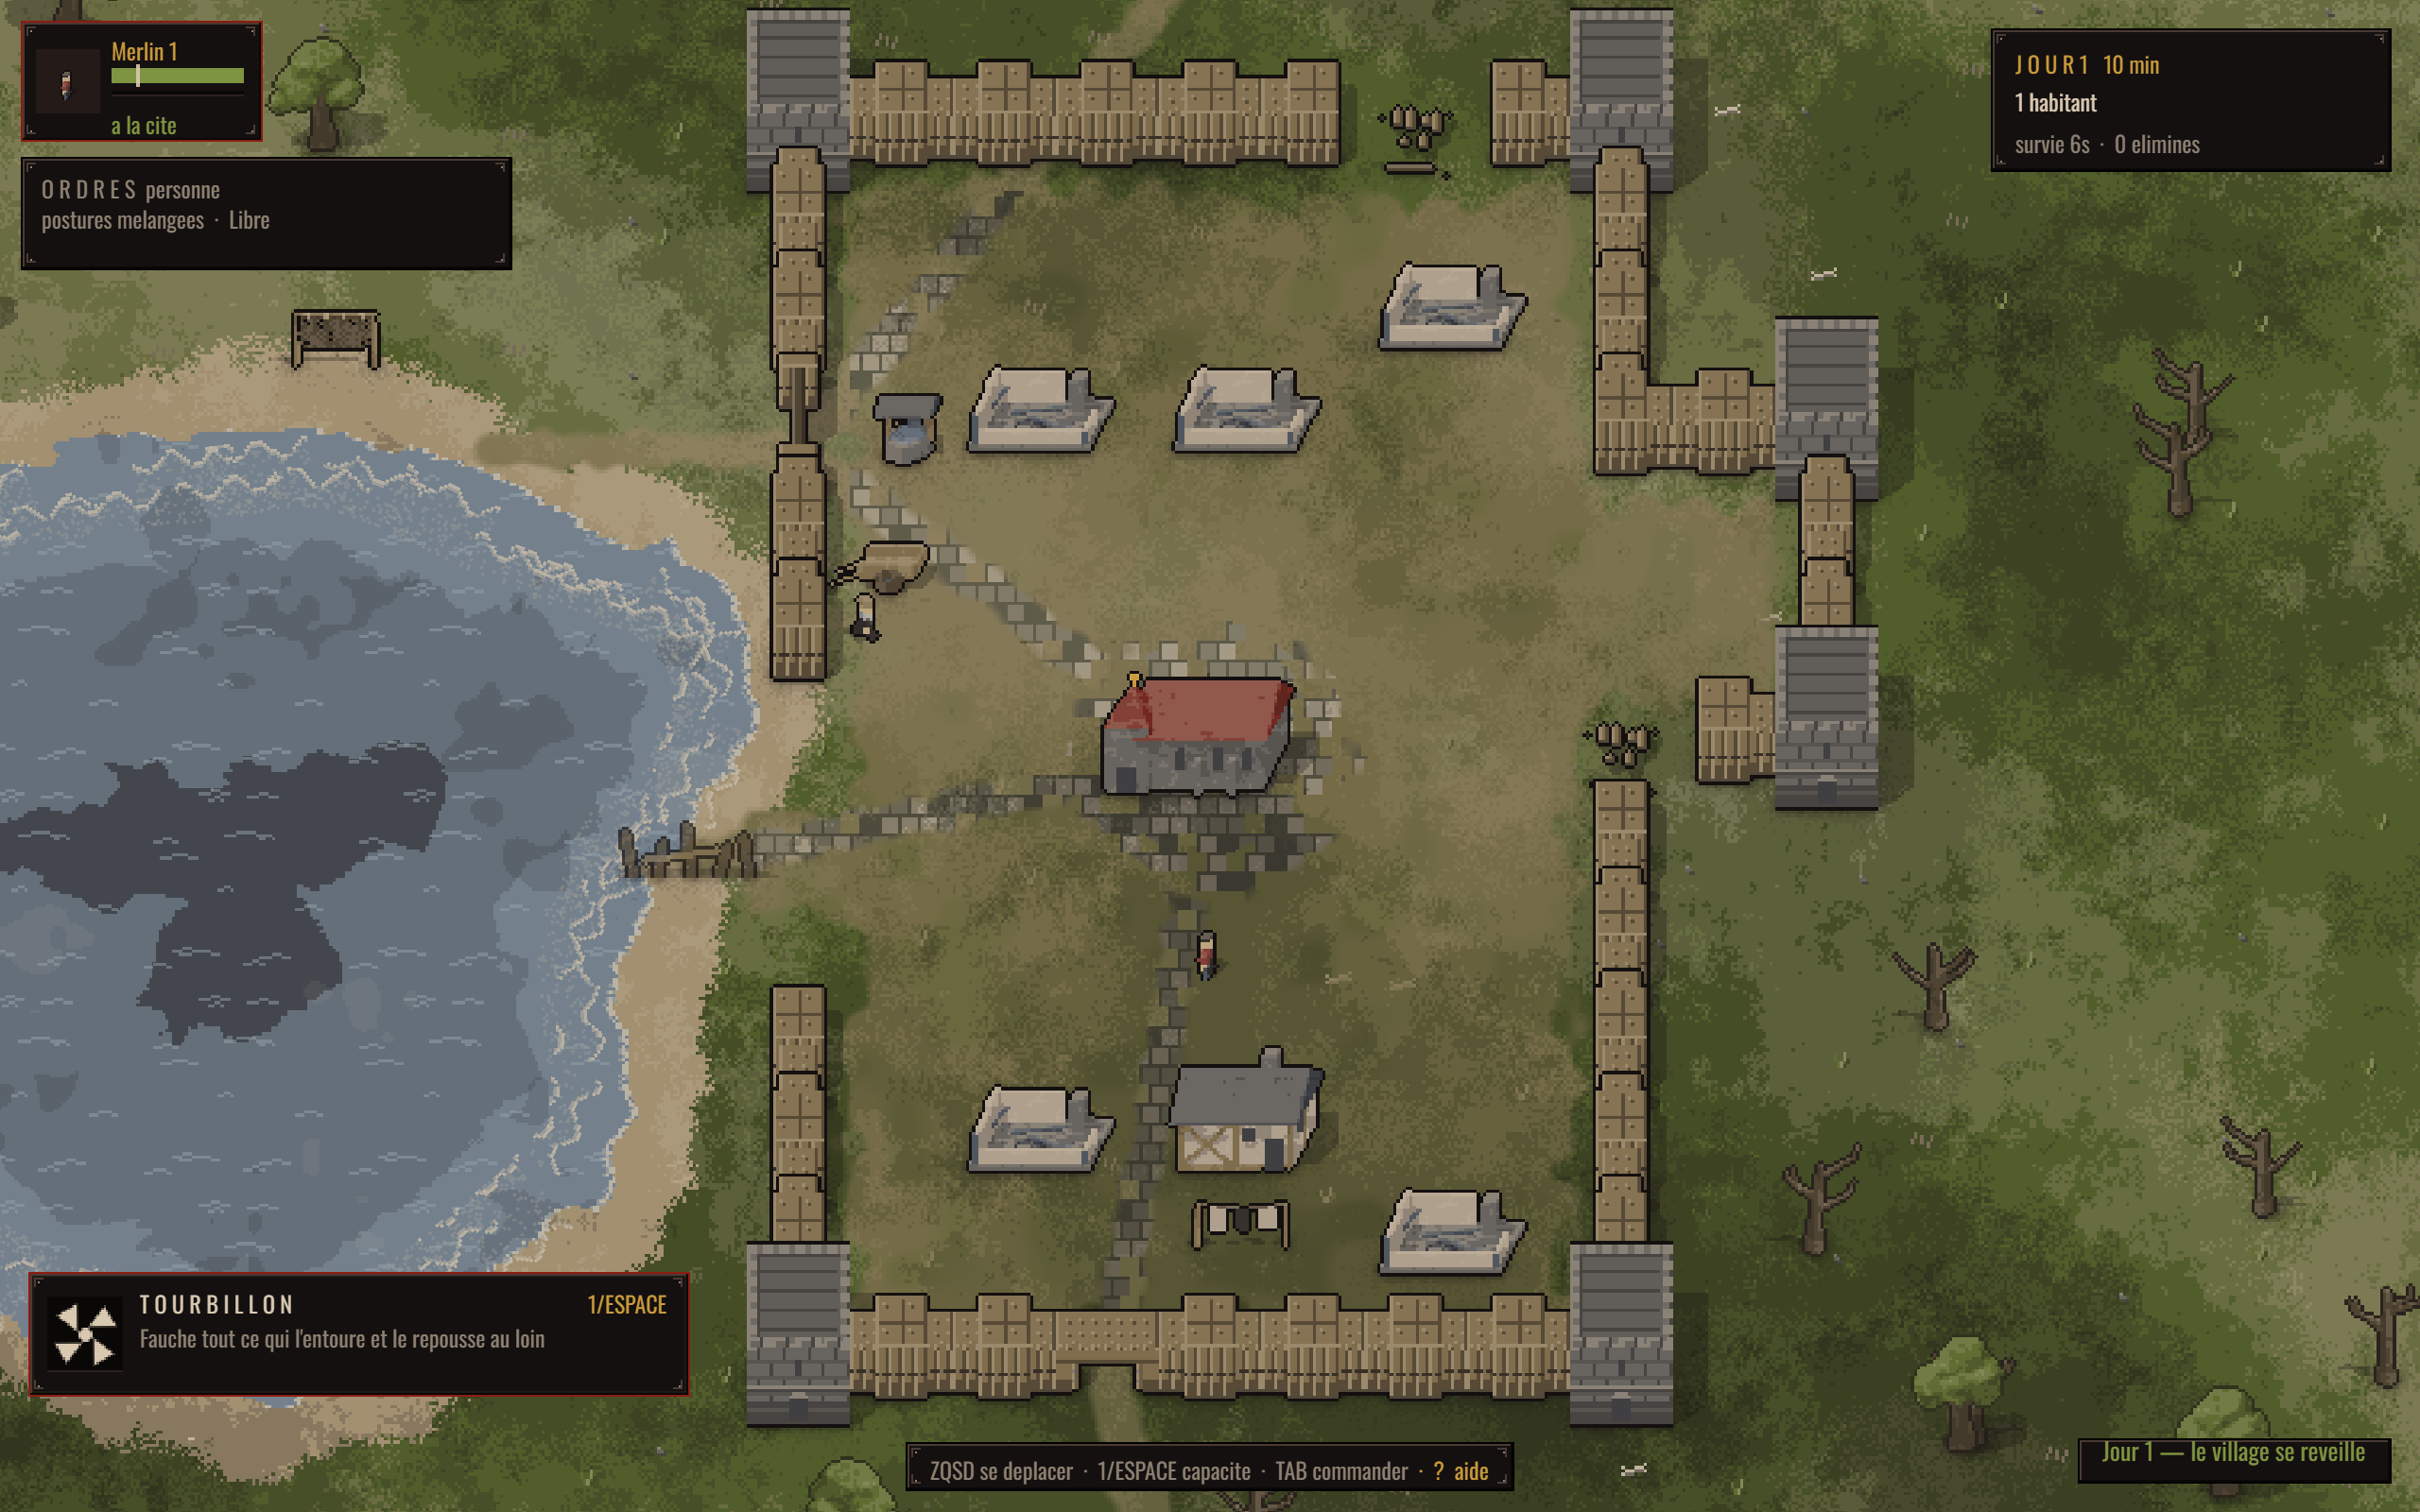 Merlin 1
a la cite
ORDRES personne
postures melangees · Libre
JOUR1 10 min
1 habitant
survie 6s · 0 elimines
TOURBILLON 1/ESPACE
Fauche tout ce qui l'entoure et le repousse au loin
ZQSD se deplacer · 1/ESPACE capacite · TAB commander · ? aide
Jour 1 — le village se reveille